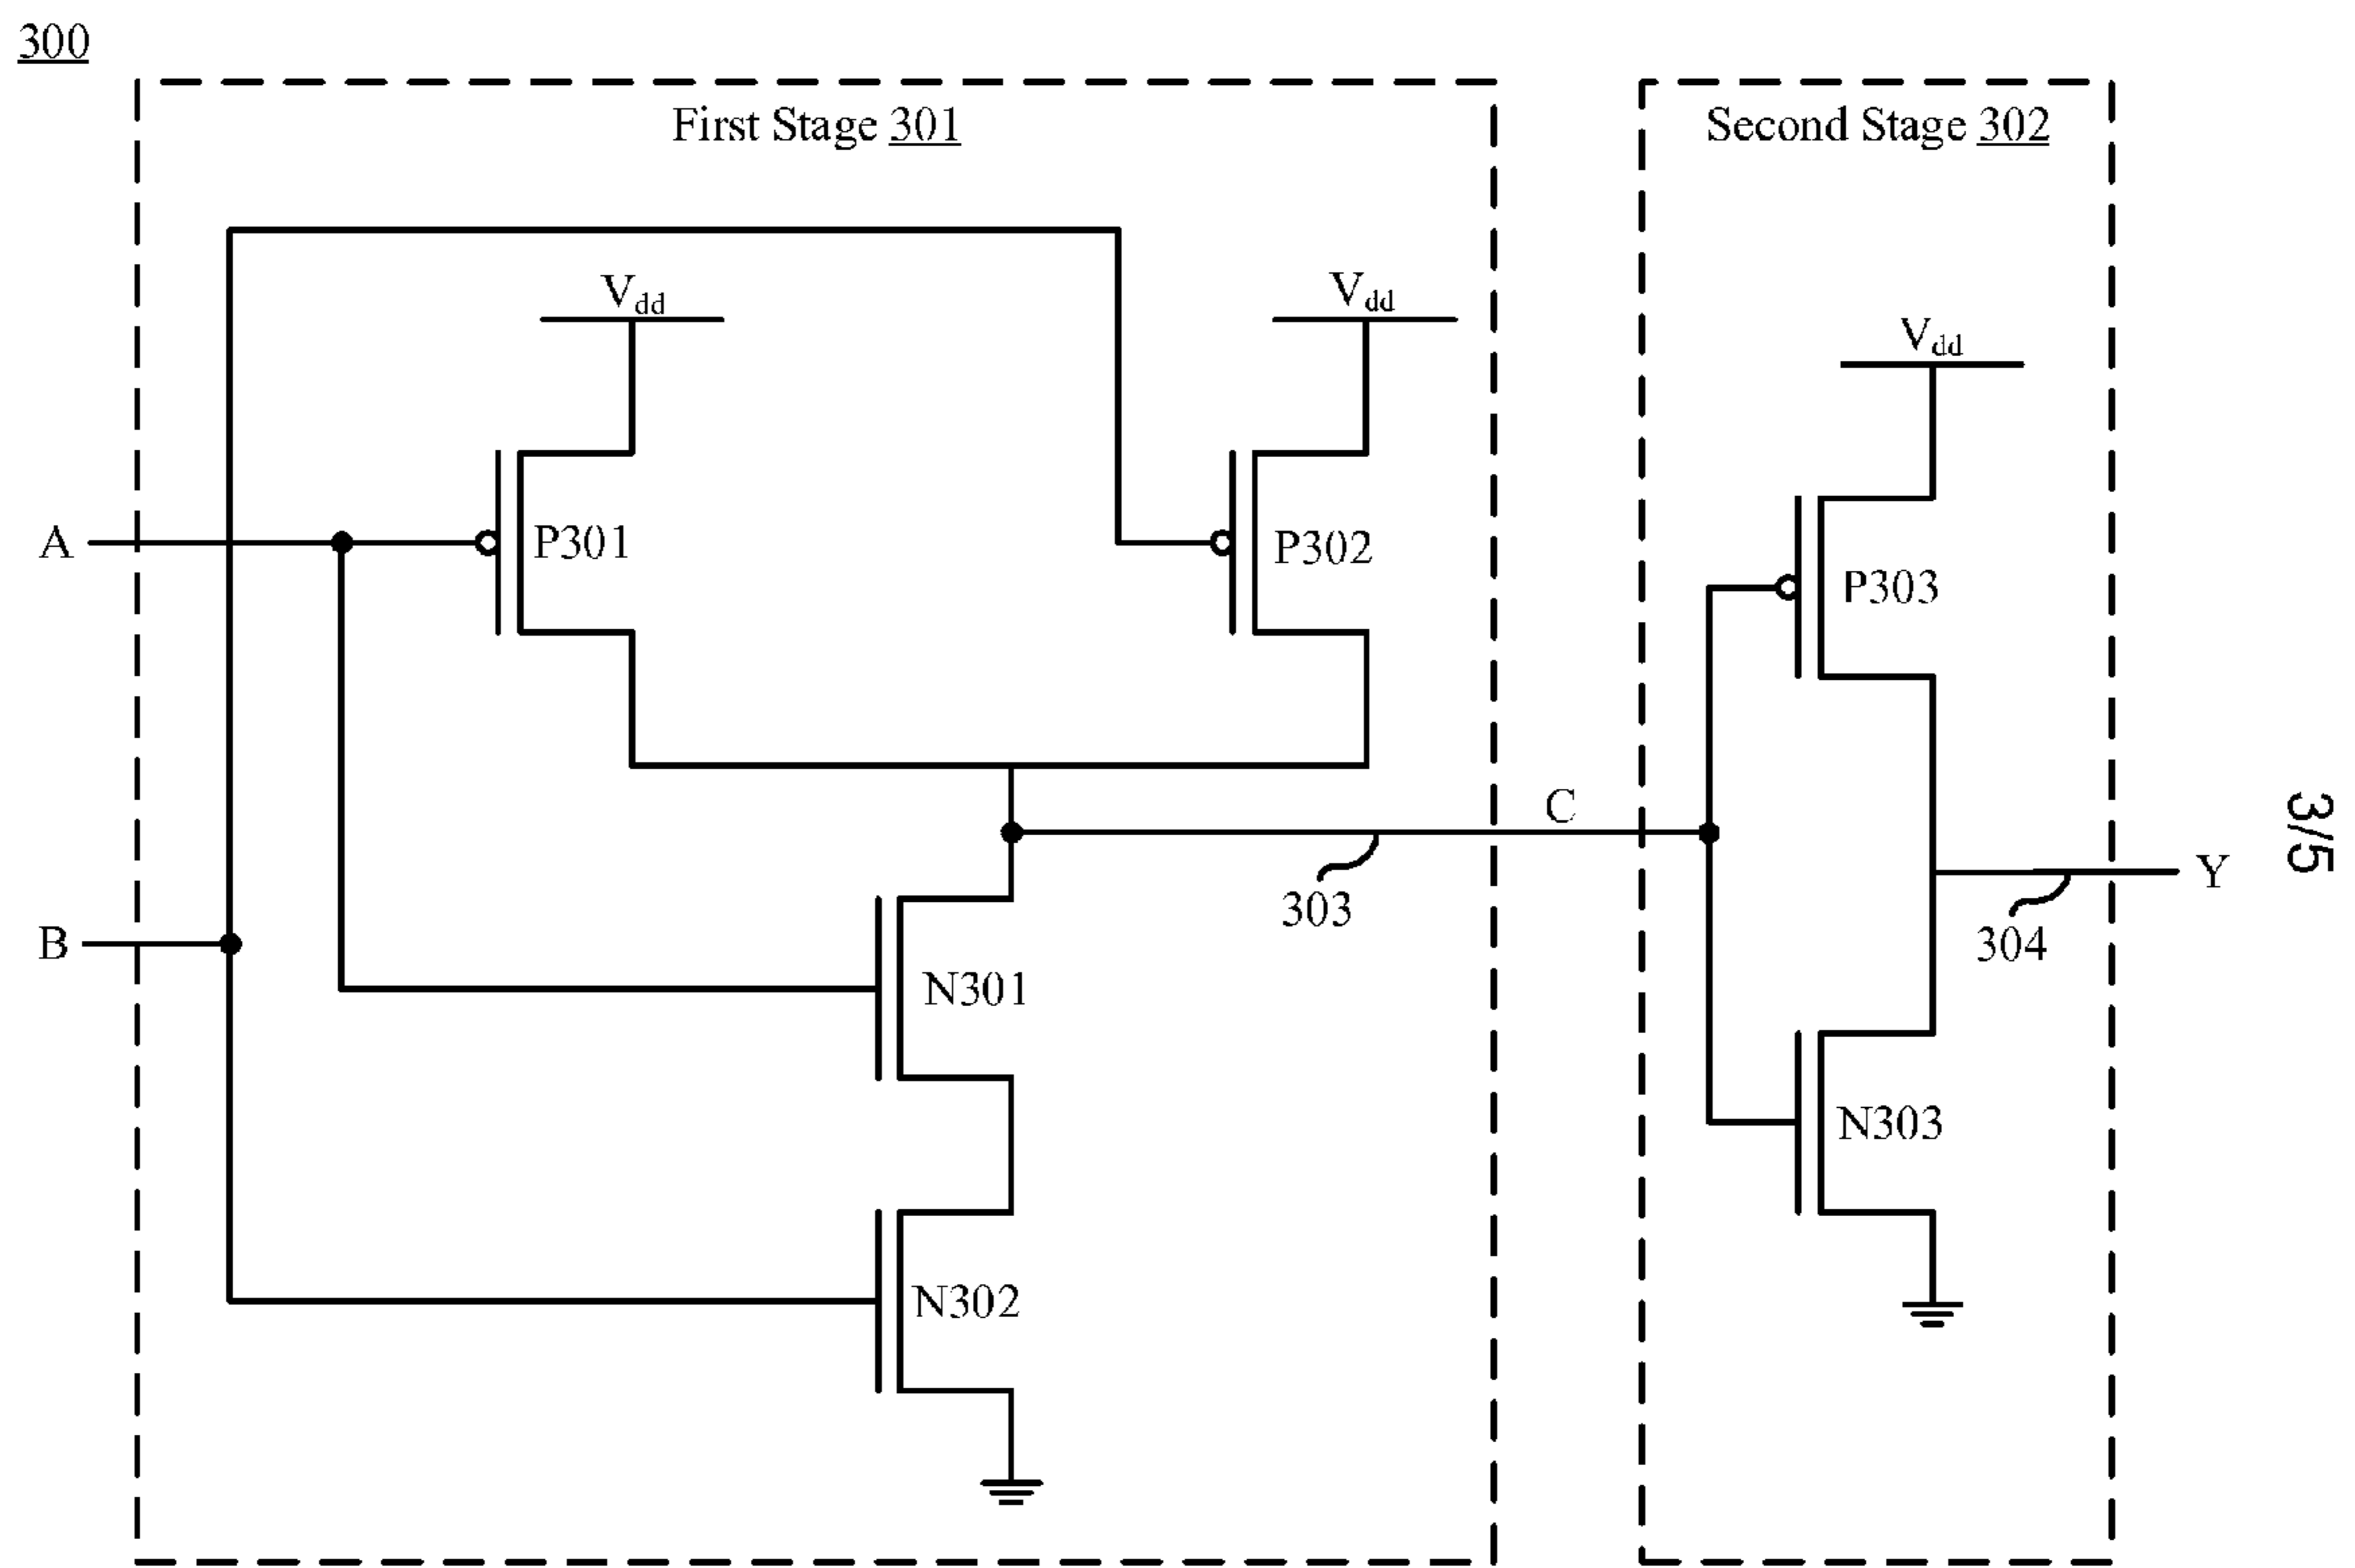 300
First Stage 301
Second Stage 302
Vdd
Vdd
Vdd
A
P301
P302
P303
C
303
Y
304
B
N301
N303
N302
3/5